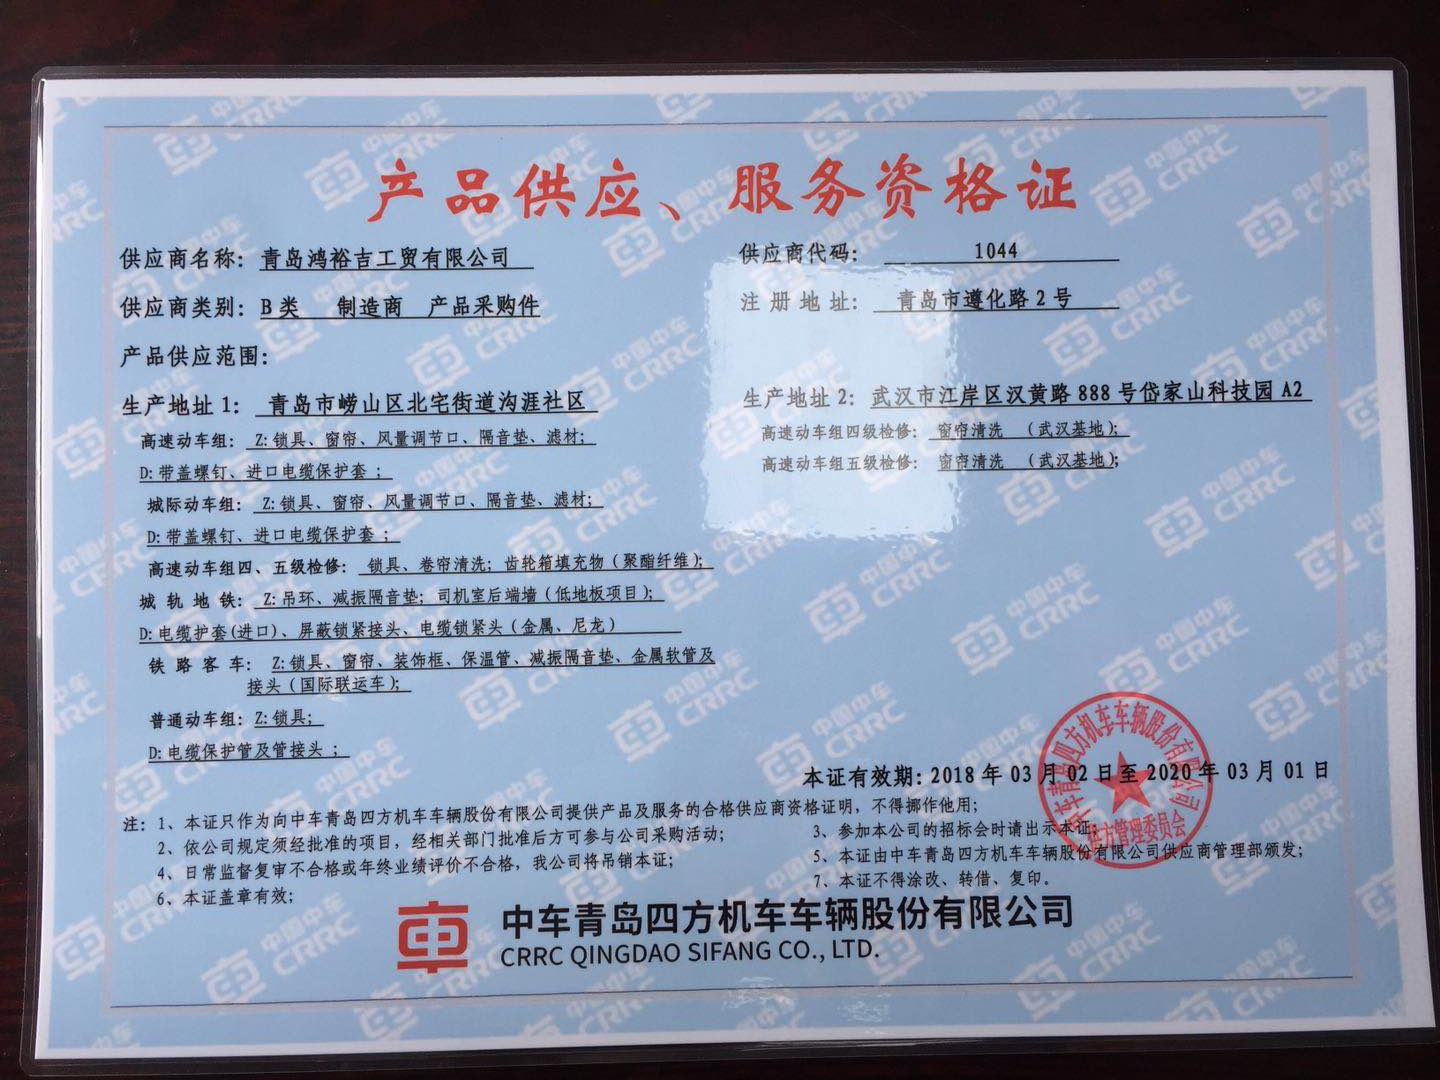 产品供应、服务资格证
供应商名称: 青岛鸿裕吉工贸有限公司
供应商代码: 1044
供应商类别: B类 制造商 产品采购件
注册地址: 青岛市遵化路2号
产品供应范围:
生产地址1: 青岛市崂山区北宅街道沟涯社区
高速动车组: Z:锁具、窗帘、风量调节口、隔音垫、滤材;
D:带盖螺钉、进口电缆保护套 ;
城际动车组: Z:锁具、窗帘、风量调节口、隔音垫、滤材;
D:带盖螺钉、进口电缆保护套 ;
高速动车组四、五级检修: 锁具、卷帘清洗; 齿轮箱填充物(聚酯纤维);
城轨地铁: Z:吊环、减振隔音垫; 司机室后端墙(低地板项目);
D:电缆护套(进口)、屏蔽锁紧接头、电缆锁紧头(金属、尼龙)
铁路客车: Z:锁具、窗帘、装饰框、保温管、减振隔音垫、金属软管及
接头(国际联运车);
普通动车组: Z:锁具;
D:电缆保护管及管接头 ;
生产地址2: 武汉市江岸区汉黄路888号岱家山科技园A2
高速动车组四级检修: 窗帘清洗 (武汉基地);
高速动车组五级检修: 窗帘清洗 (武汉基地);
本证有效期: 2018年03月02日至2020年03月01日
注: 1、本证只作为向中车青岛四方机车车辆股份有限公司提供产品及服务的合格供应商资格证明，不得挪作他用;
2、依公司规定须经批准的项目，经相关部门批准后方可参与公司采购活动;
3、参加本公司的招标会时请出示本证;
4、日常监督复审不合格或年终业绩评价不合格，我公司将吊销本证;
5、本证由中车青岛四方机车车辆股份有限公司供应商管理部颁发;
6、本证盖章有效;
7、本证不得涂改、转借、复印。
中车青岛四方机车车辆股份有限公司
CRRC QINGDAO SIFANG CO., LTD.
中车青岛四方机车车辆股份有限公司
管理委员会
中国中车
CRRC